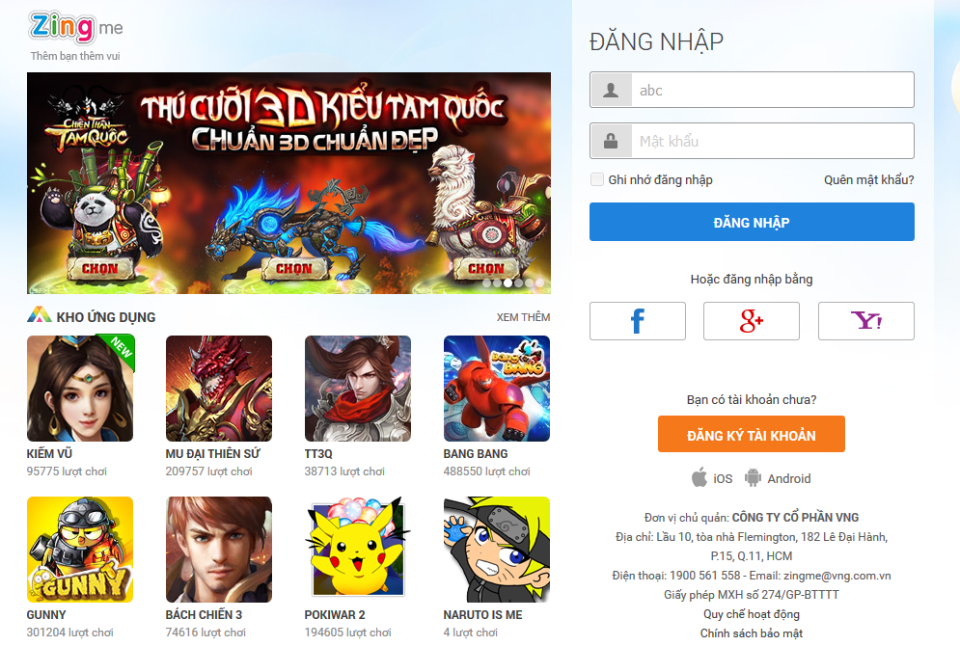 Zing me
Thêm bạn thêm vui
CHIẾN THẦN
TAM QUỐC
THÚ CƯỠI 3D KIỂU TAM QUỐC
CHUẨN 3D CHUẨN ĐẸP
CHỌN
CHỌN
CHỌN
KHO ỨNG DỤNG
XEM THÊM
NEW
KIẾM VŨ
95775 lượt chơi
MU ĐẠI THIÊN SỨ
209757 lượt chơi
TT3Q
38713 lượt chơi
BANG BANG
BANG BANG
488550 lượt chơi
GUNNY
GUNNY
301204 lượt chơi
BÁCH CHIẾN 3
74616 lượt chơi
POKIWAR 2
194605 lượt chơi
NARUTO IS ME
4 lượt chơi
ĐĂNG NHẬP
abc
Mật khẩu
Ghi nhớ đăng nhập
Quên mật khẩu?
ĐĂNG NHẬP
Hoặc đăng nhập bằng
f
g+
Y!
Bạn có tài khoản chưa?
ĐĂNG KÝ TÀI KHOẢN
iOS
Android
Đơn vị chủ quản: CÔNG TY CỔ PHẦN VNG
Địa chỉ: Lầu 10, tòa nhà Flemington, 182 Lê Đại Hành,
P.15, Q.11, HCM
Điện thoại: 1900 561 558 - Email: zingme@vng.com.vn
Giấy phép MXH số 274/GP-BTTTT
Quy chế hoạt động
Chính sách bảo mật